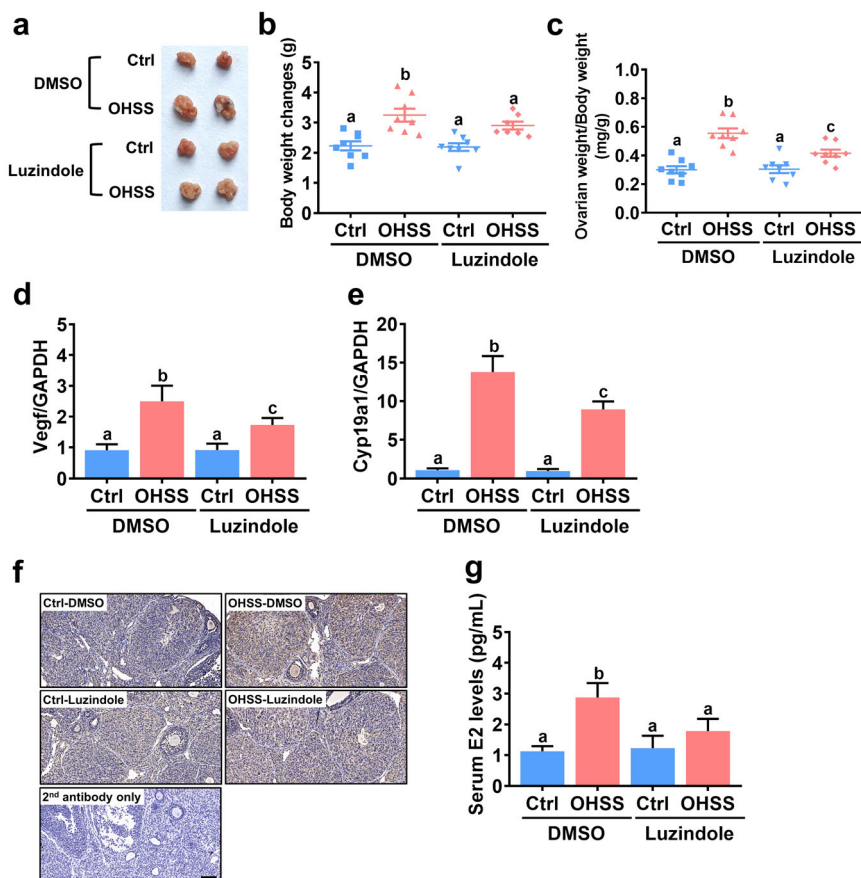 a
DMSO
Ctrl
OHSS
Luzindole
Ctrl
OHSS
b
Body weight changes (g)
5
4
3
2
1
0
a
b
a
a
Ctrl OHSS Ctrl OHSS
DMSO Luzindole
c
Ovarian weight/Body weight
(mg/g)
1.0
0.8
0.6
0.4
0.2
0.0
a
b
a
c
Ctrl OHSS Ctrl OHSS
DMSO Luzindole
d
Vegf/GAPDH
5
4
3
2
1
0
a
b
a
c
Ctrl OHSS Ctrl OHSS
DMSO Luzindole
e
Cyp19a1/GAPDH
20
15
10
5
0
a
b
a
c
Ctrl OHSS Ctrl OHSS
DMSO Luzindole
f
Ctrl-DMSO
OHSS-DMSO
Ctrl-Luzindole
OHSS-Luzindole
2nd antibody only
g
Serum E2 levels (pg/mL)
5
4
3
2
1
0
a
b
a
a
Ctrl OHSS Ctrl OHSS
DMSO Luzindole